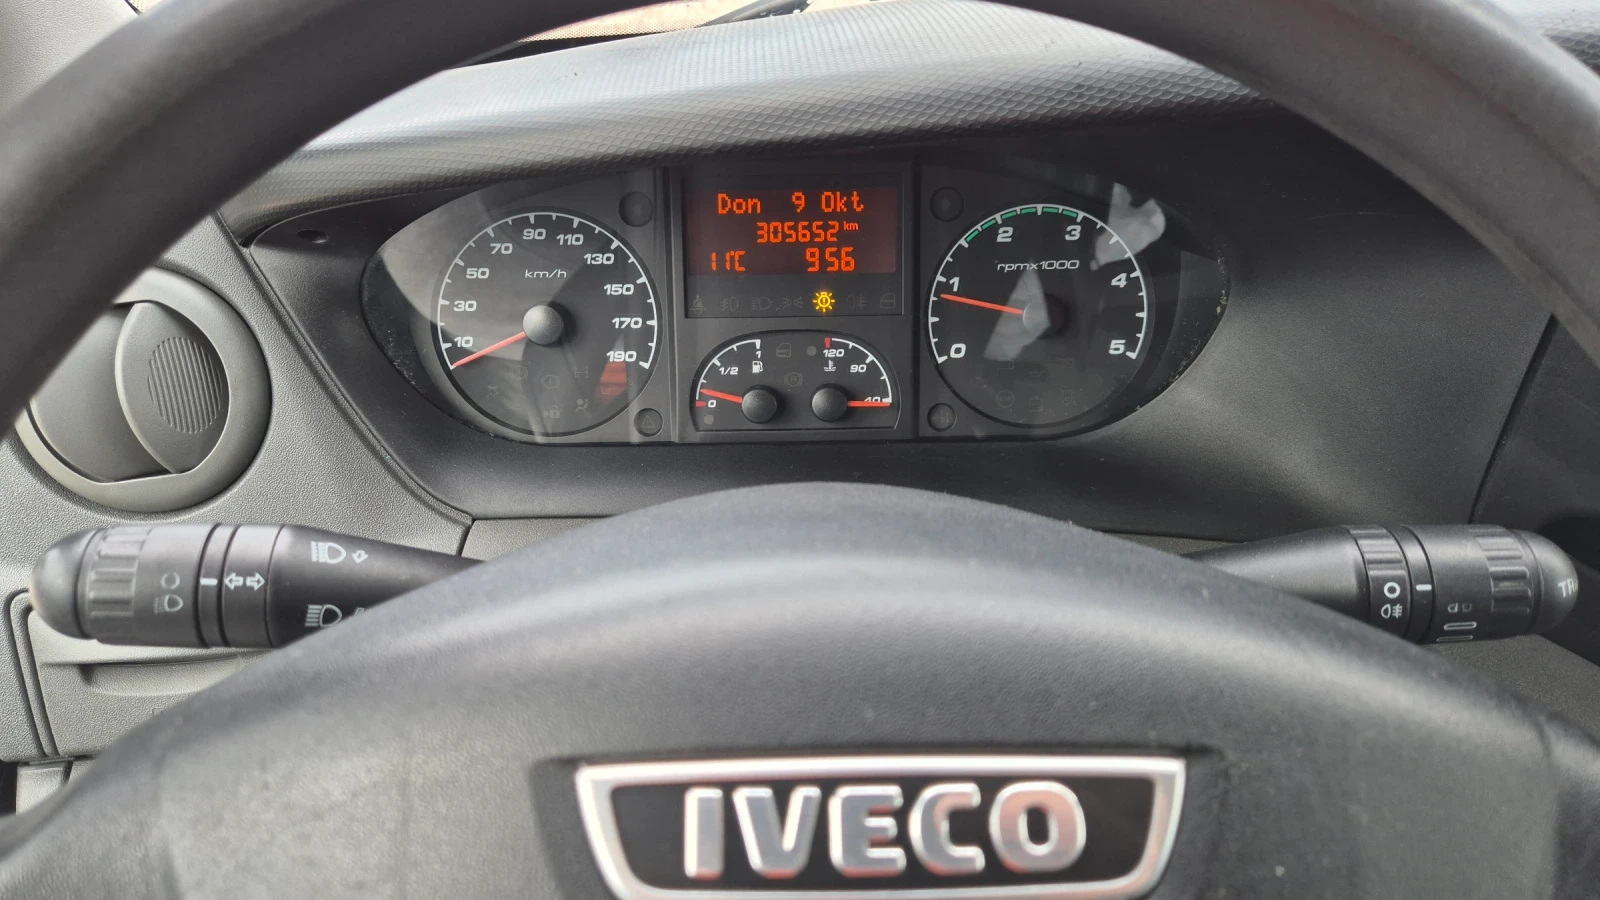 Don 9 Okt
305652 km
11°C 956
10 30 50 70 90 110 130 150 170 190
km/h
0 1/2 1
120 90 40
0 1 2 3 4 5
rpmx1000
IVECO